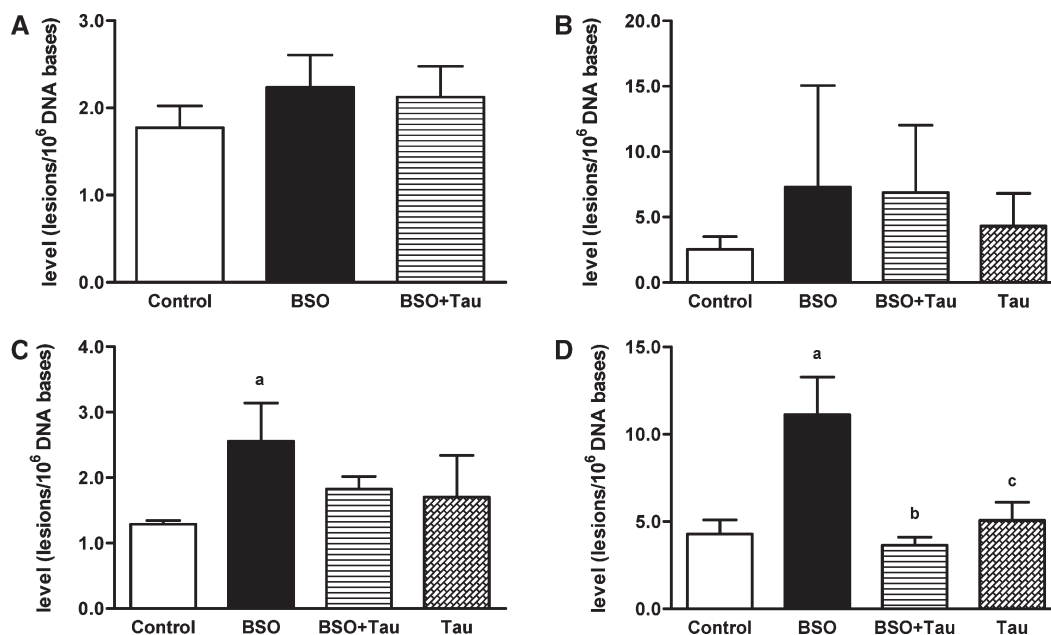 A
level (lesions/10⁶ DNA bases)
3.0
2.0
1.0
0.0
Control
BSO
BSO+Tau
B
level (lesions/10⁶ DNA bases)
20.0
15.0
10.0
5.0
0.0
Control
BSO
BSO+Tau
Tau
C
level (lesions/10⁶ DNA bases)
4.0
3.0
2.0
1.0
0.0
a
Control
BSO
BSO+Tau
Tau
D
level (lesions/10⁶ DNA bases)
15.0
10.0
5.0
0.0
a
b
c
Control
BSO
BSO+Tau
Tau